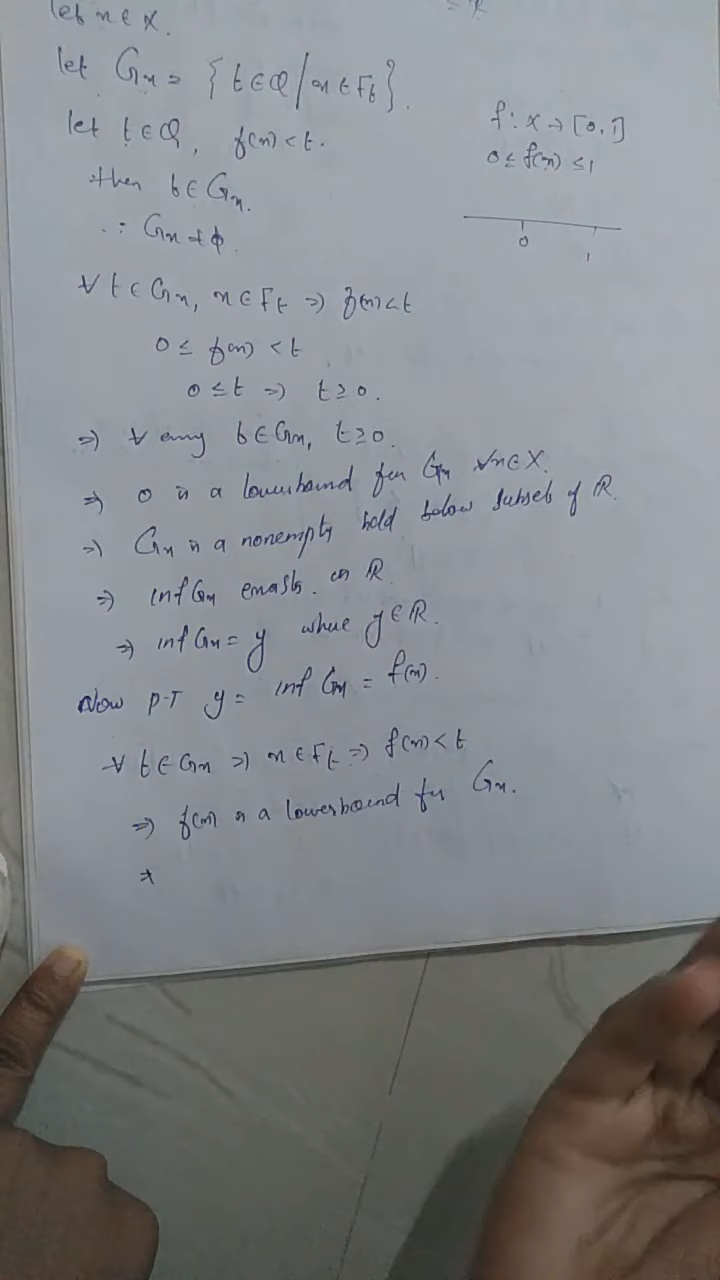 let x ∈ X.
let Gx = { t ∈ Q / x ∈ Ft }.
let t ∈ Q, f(x) < t.
then t ∈ Gx.
∴ Gx ≠ ϕ.
f : X → [0, 1]
0 ≤ f(x) ≤ 1
0 1
∀ t ∈ Gx, x ∈ Ft ⇒ f(x) < t
0 ≤ f(x) < t
0 ≤ t ⇒ t ≥ 0.
⇒ ∀ any t ∈ Gx, t ≥ 0.
⇒ 0 is a lowerbound for Gx ∀ x ∈ X.
⇒ Gx is a nonempty bdd below subset of R.
⇒ inf Gx exists in R.
⇒ inf Gx = y where y ∈ R.
Now P.T y = inf Gx = f(x).
∀ t ∈ Gx ⇒ x ∈ Ft ⇒ f(x) < t
⇒ f(x) is a lowerbound for Gx.
⇒